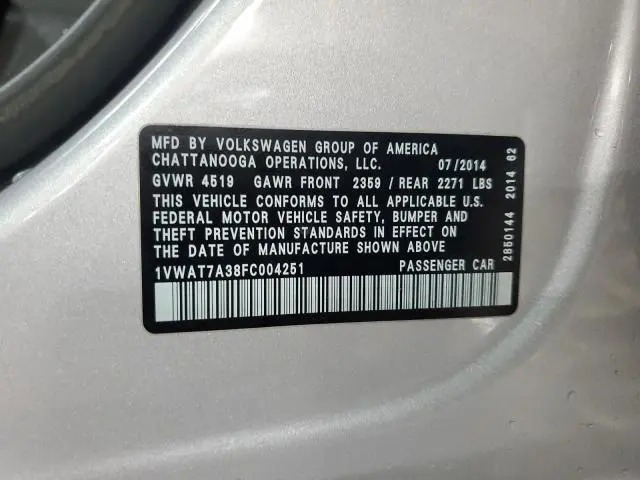 MFD BY VOLKSWAGEN GROUP OF AMERICA
CHATTANOOGA OPERATIONS, LLC. 07/2014
GVWR 4519 GAWR FRONT 2359 / REAR 2271 LBS
THIS VEHICLE CONFORMS TO ALL APPLICABLE U.S.
FEDERAL MOTOR VEHICLE SAFETY, BUMPER AND
THEFT PREVENTION STANDARDS IN EFFECT ON
THE DATE OF MANUFACTURE SHOWN ABOVE
1VWAT7A38FC004251 PASSENGER CAR
2850144 2014 62